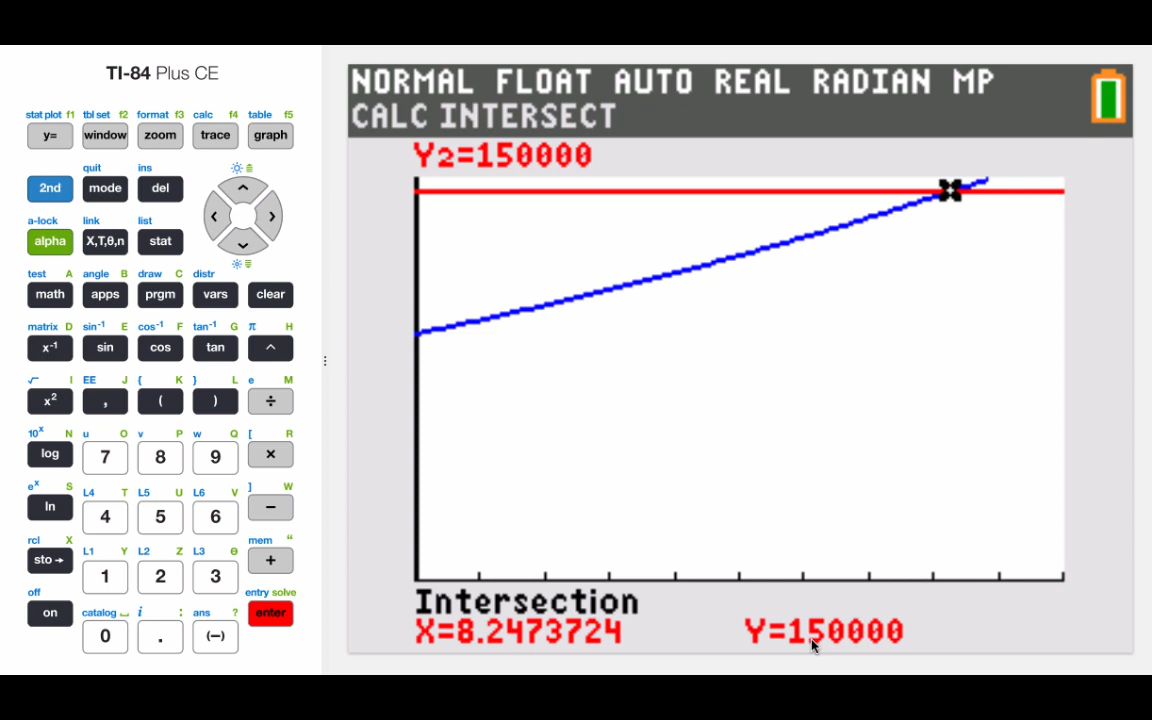 TI-84 Plus CE
NORMAL FLOAT AUTO REAL RADIAN MP
CALC INTERSECT
Y2=150000
stat plot f1 tbl set f2 format f3 calc f4 table f5
y= window zoom trace graph
quit ins
2nd mode del
a-lock link list
alpha X,T,θ,n stat
test A angle B draw C distr
math apps prgm vars clear
matrix D sin⁻¹ E cos⁻¹ F tan⁻¹ G π H
x⁻¹ sin cos tan ^
√ I EE J { K } L e M
x² , ( ) ÷
10ˣ N u O v P w Q [ R
log 7 8 9 ×
eˣ S L4 T L5 U L6 V ] W
ln 4 5 6 −
rcl X L1 Y L2 Z L3 θ mem “
sto→ 1 2 3 +
off catalog ⎵ i : ans ? entry solve
on 0 . (−) enter
Intersection
X=8.2473724 Y=150000